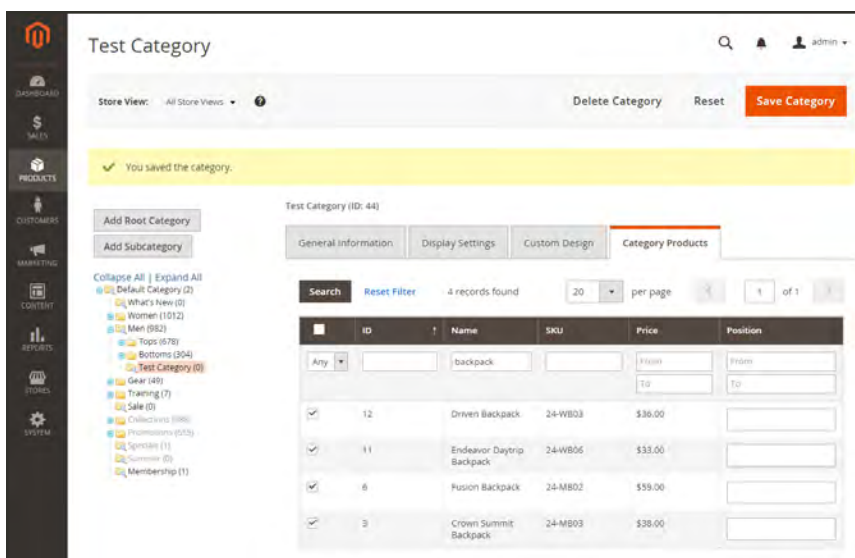 Test Category
admin
DASHBOARD
Store View: All Store Views
Delete Category
Reset
Save Category
SALES
You saved the category.
PRODUCTS
CUSTOMERS
Test Category (ID: 44)
Add Root Category
General Information
Display Settings
Custom Design
Category Products
Add Subcategory
MARKETING
Collapse All | Expand All
CONTENT
Default Category (2)
What's New (0)
Women (1012)
Men (982)
Tops (678)
Bottoms (304)
Test Category (0)
Gear (49)
Training (7)
Sale (0)
Promotions (655)
Specials (1)
Summer (0)
Membership (1)
REPORTS
STORES
SYSTEM
Search Reset Filter 4 records found 20 per page 1 of 1
ID ↑ Name SKU Price Position
Any backpack From From
To To
12 Driven Backpack 24-WB03 $36.00
11 Endeavor Daytrip Backpack 24-WB06 $33.00
6 Fusion Backpack 24-MB02 $59.00
3 Crown Summit Backpack 24-MB03 $38.00